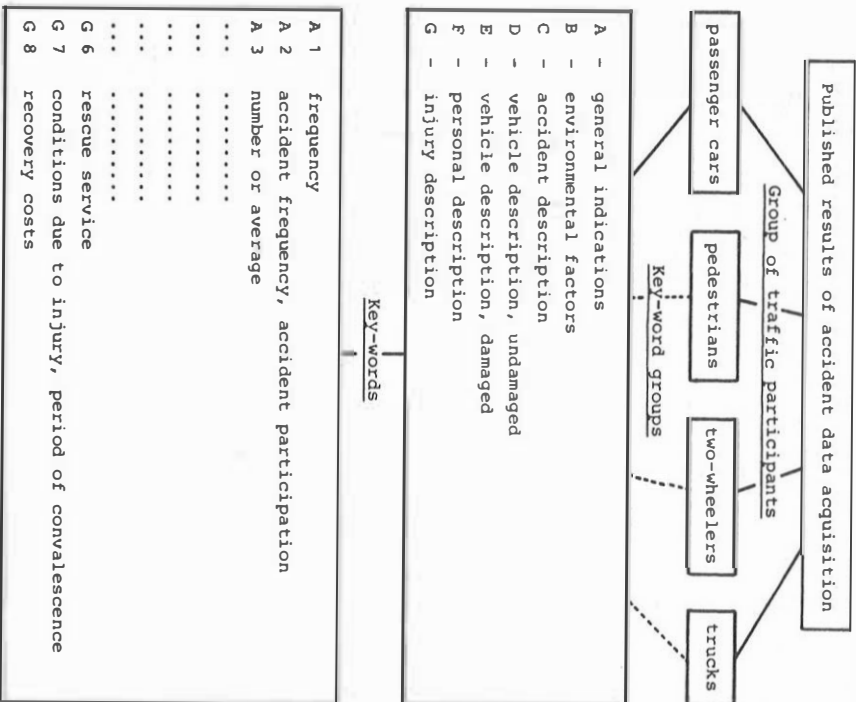 Published results of accident data acquisition
Group of traffic participants
passenger cars
pedestrians
two-wheelers
trucks
Key-word groups
A - general indications
B - environmental factors
C - accident description
D - vehicle description, undamaged
E - vehicle description, damaged
F - personal description
G - injury description
Key-words
A 1 frequency
A 2 accident frequency, accident participation
A 3 number or average
... ..........
... ..........
... ..........
... ..........
G 6 rescue service
G 7 conditions due to injury, period of convalescence
G 8 recovery costs